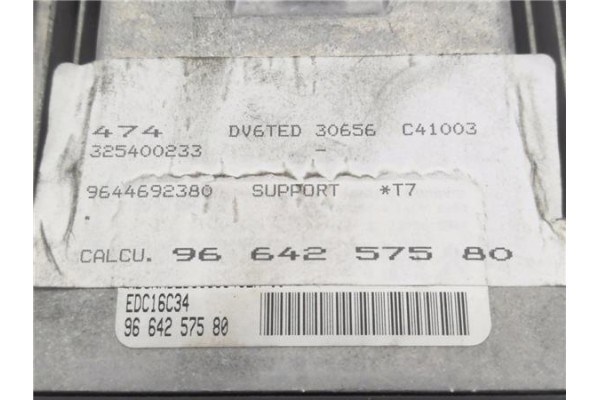 474 DV6TED 30656 C41003
325400233 -
9644692380 SUPPORT *T7
CALCU. 96 642 575 80
EDC16C34
96 642 575 80